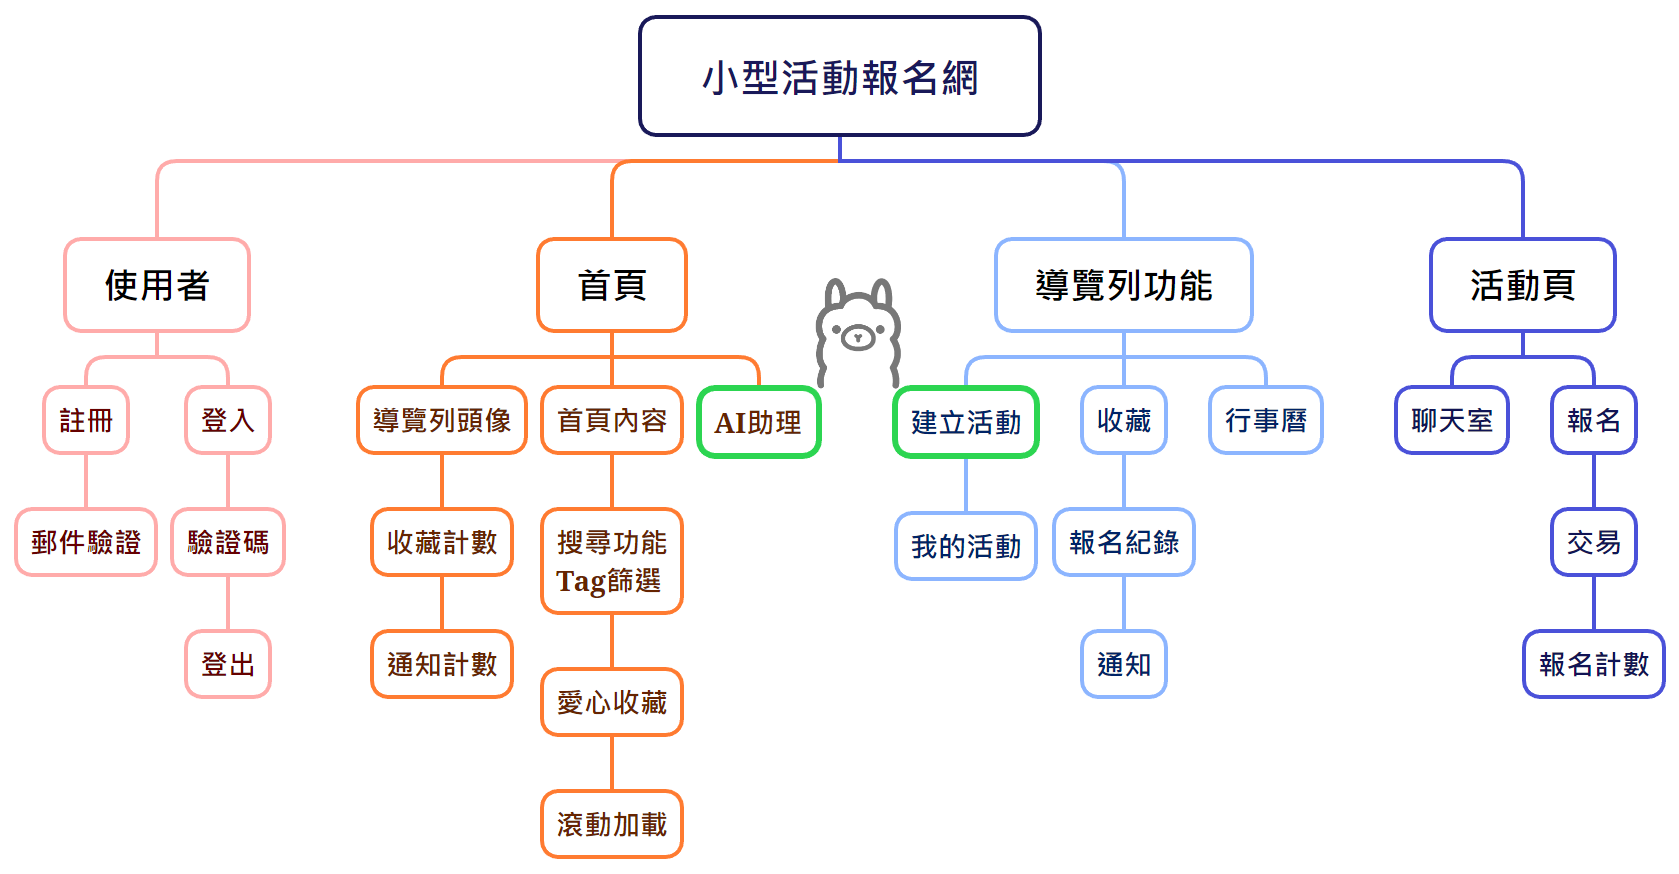 小型活動報名網
使用者
首頁
導覽列功能
活動頁
註冊
登入
導覽列頭像
首頁內容
AI助理
建立活動
收藏
行事曆
聊天室
報名
郵件驗證
驗證碼
收藏計數
搜尋功能
Tag篩選
我的活動
報名紀錄
交易
登出
通知計數
愛心收藏
通知
報名計數
滾動加載